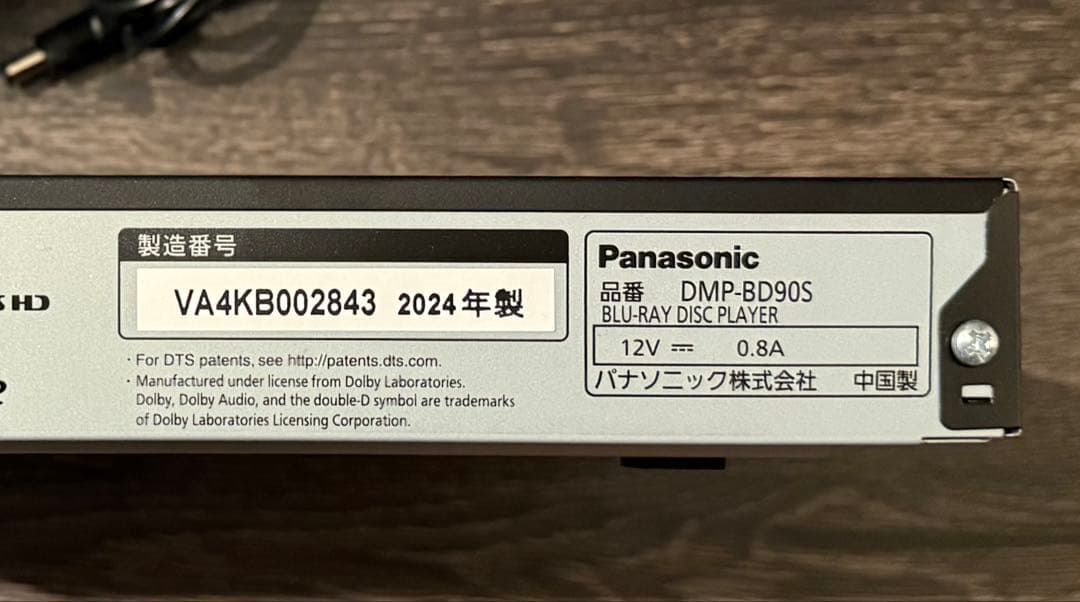 製造番号
VA4KB002843 2024年製
· For DTS patents, see http://patents.dts.com.
· Manufactured under license from Dolby Laboratories.
Dolby, Dolby Audio, and the double-D symbol are trademarks
of Dolby Laboratories Licensing Corporation.
Panasonic
品番 DMP-BD90S
BLU-RAY DISC PLAYER
12V ⎓ 0.8A
パナソニック株式会社 中国製
HD